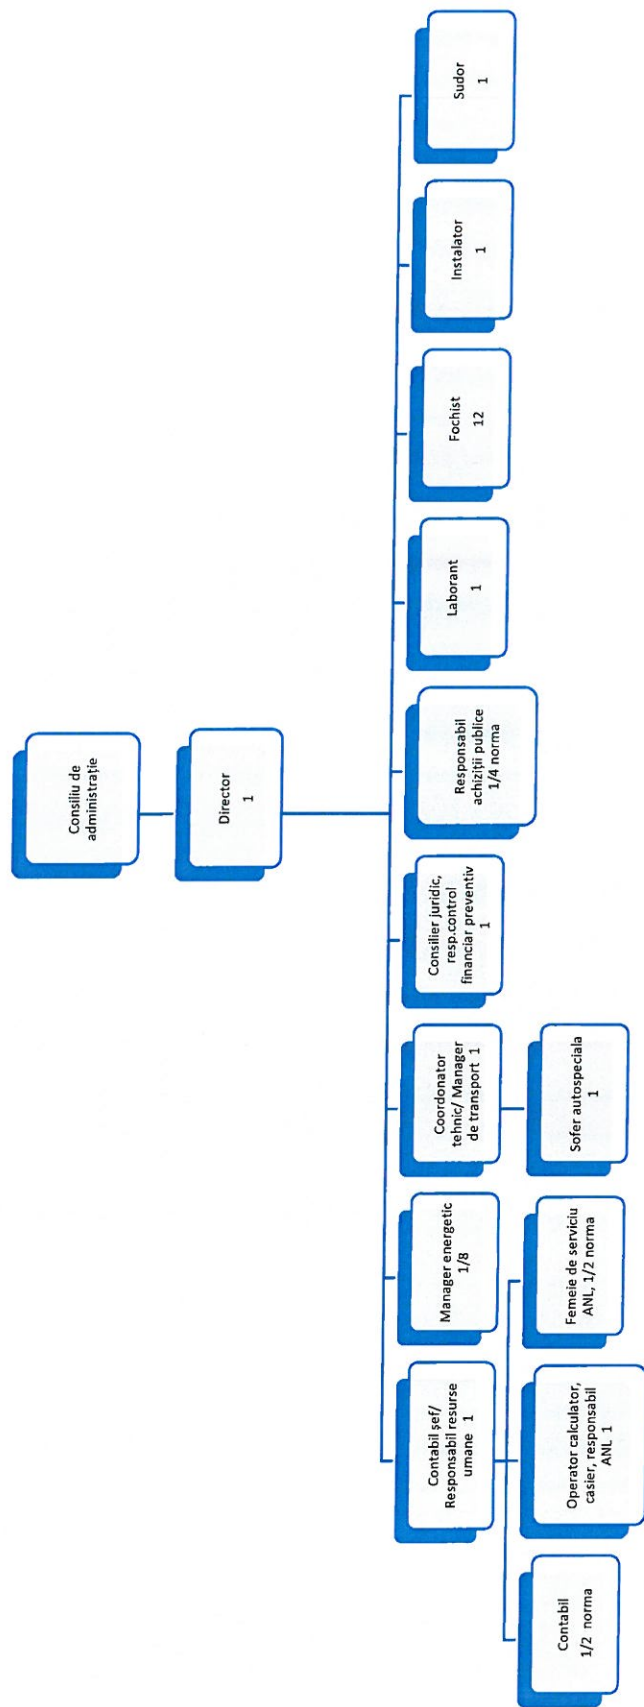 Consiliu de
administrație
Director
1
Contabil șef/
Responsabil resurse
umane 1
Manager energetic
1/8
Coordonator
tehnic/ Manager
de transport 1
Consilier juridic,
resp.control
financiar preventiv
1
Responsabil
achiziții publice
1/4 norma
Laborant
1
Fochist
12
Instalator
1
Sudor
1
Contabil
1/2 norma
Operator calculator,
casier, responsabil
ANL 1
Femeie de serviciu
ANL, 1/2 norma
Sofer autospeciala
1